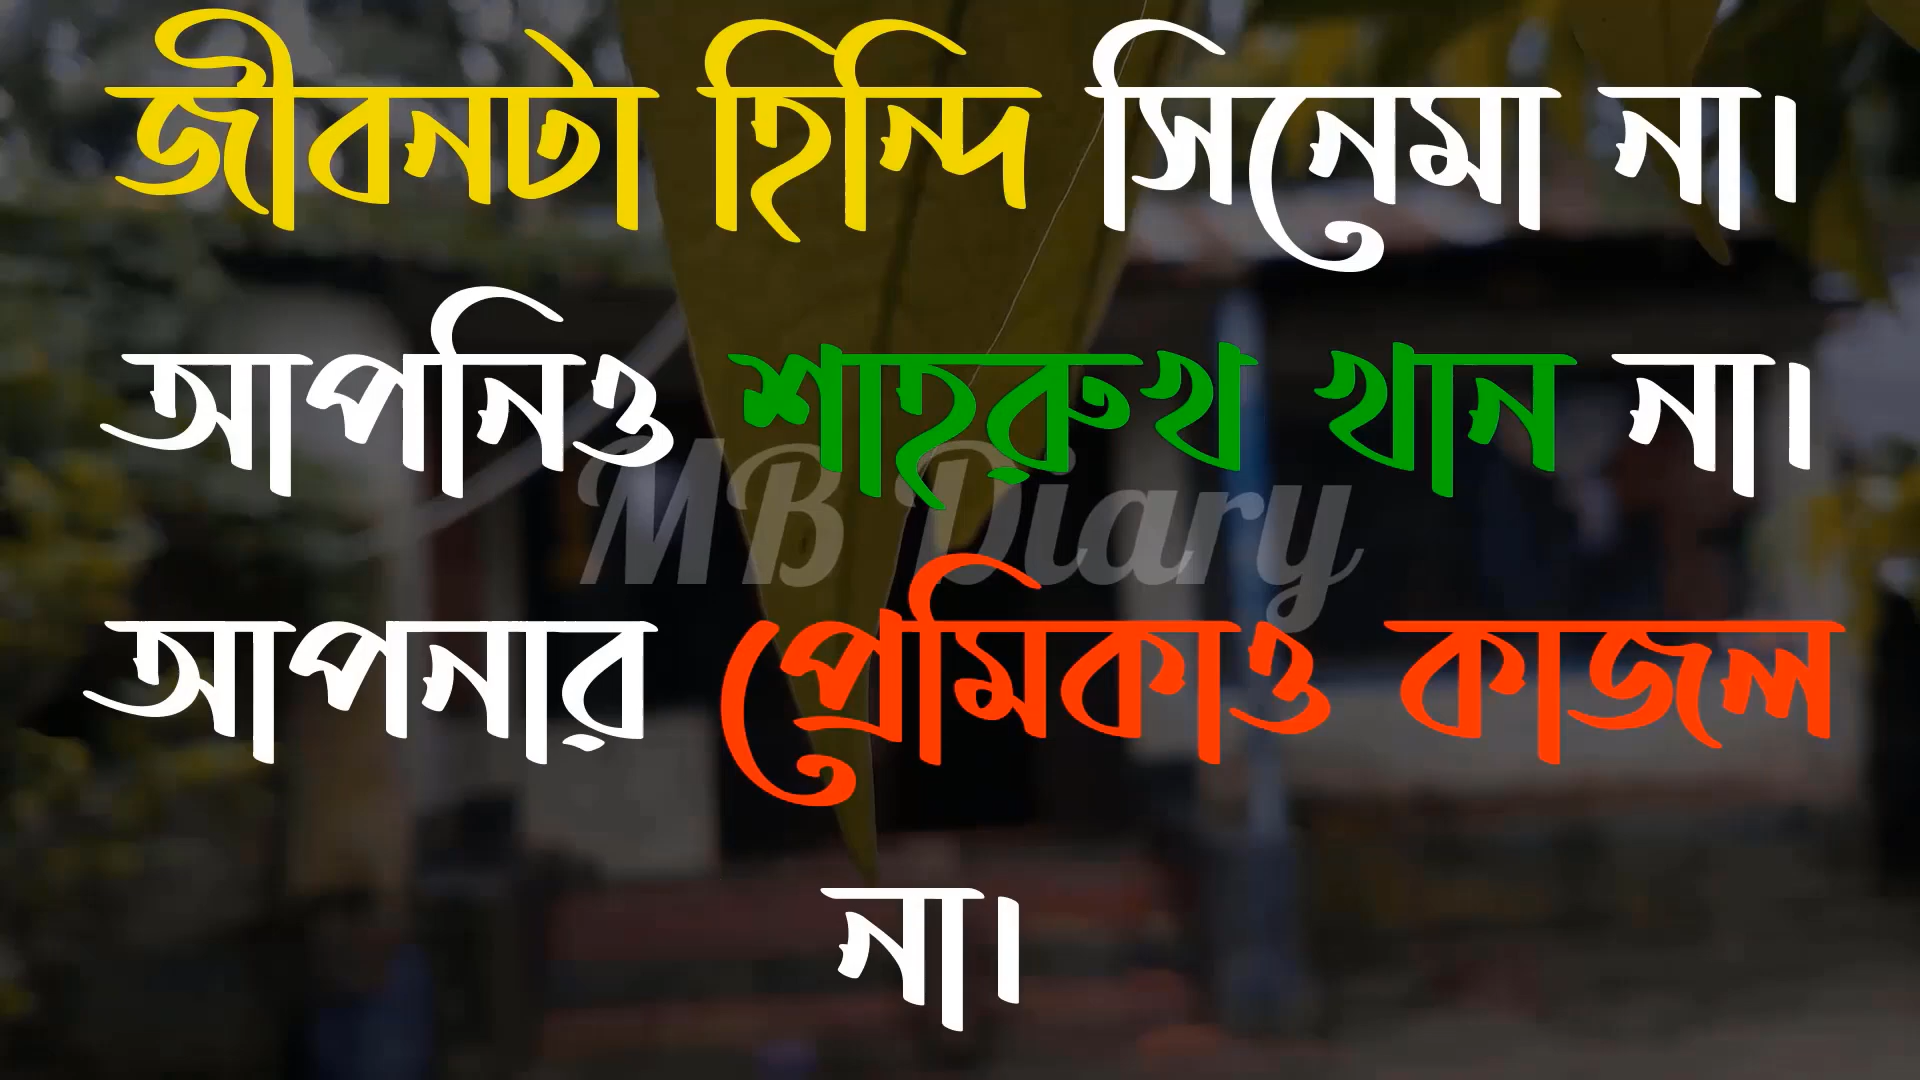 জীবনটা হিন্দি সিনেমা না।
আপনিও শাহরুখ খান না।
MB Diary
আপনার প্রেমিকাও কাজল
না।